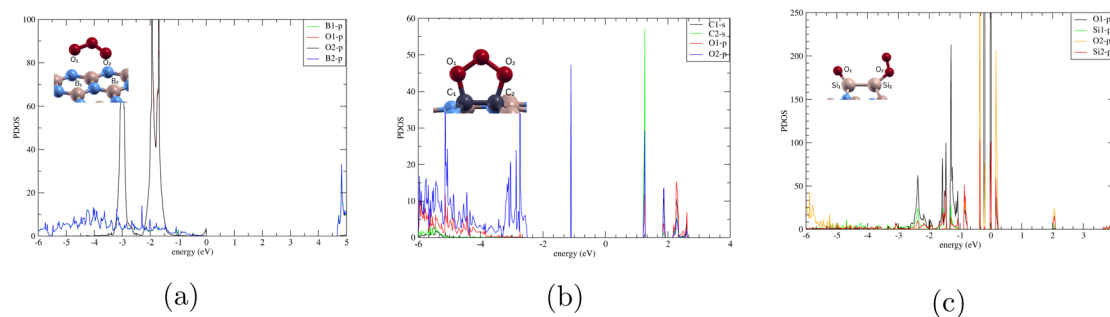 100
80
60
40
20
0
PDOS
-6
-5
-4
-3
-2
-1
0
1
2
3
4
5
energy (eV)
B1-p
O1-p
O2-p
B2-p
O₁
O₂
B₁
B₂
(a)
60
50
40
30
20
10
0
PDOS
-6
-4
-2
0
2
4
energy (eV)
C1-s
C2-s
O1-p
O2-p
O₁
O₂
C₁
C₂
(b)
250
200
150
100
50
0
PDOS
-6
-5
-4
-3
-2
-1
0
1
2
3
energy (eV)
O1-p
Si1-p
O2-p
Si2-p
O₁
O₂
Si₁
Si₂
(c)